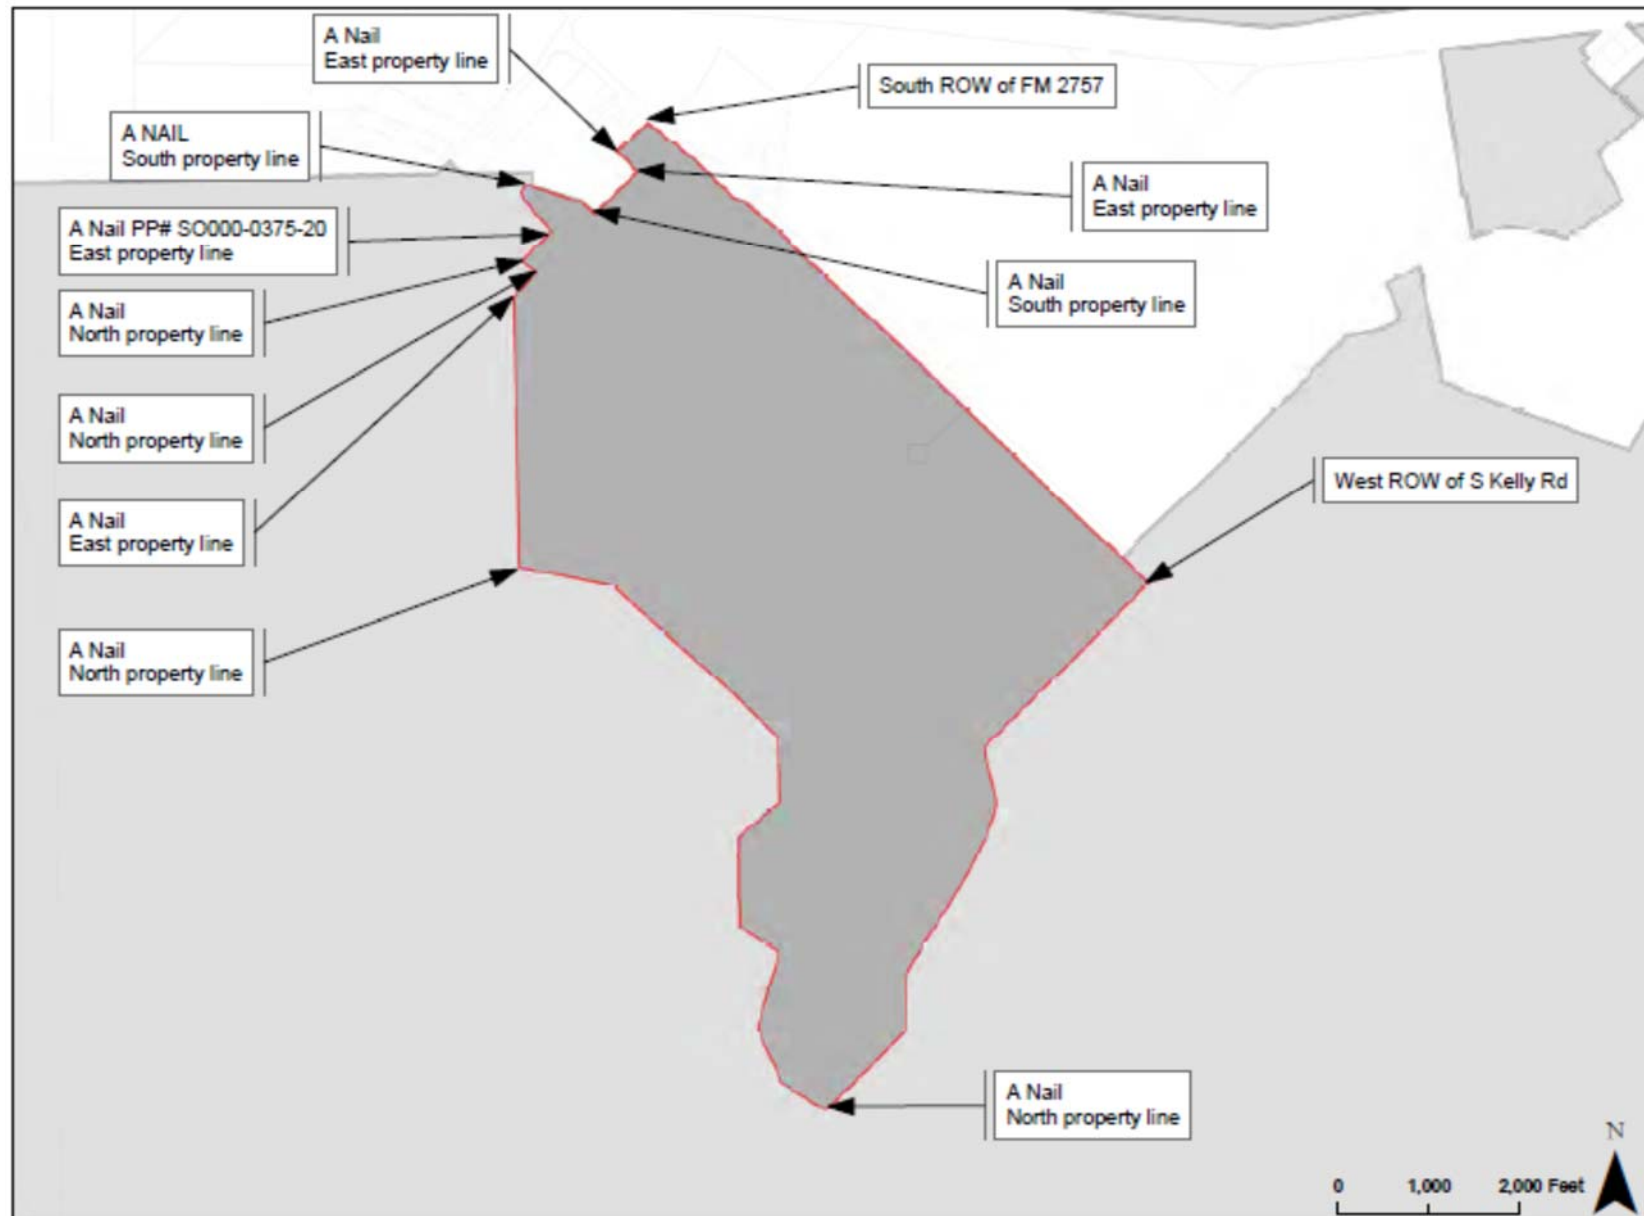 A Nail
East property line
South ROW of FM 2757
A NAIL
South property line
A Nail
East property line
A Nail PP# SO000-0375-20
East property line
A Nail
South property line
A Nail
North property line
A Nail
North property line
West ROW of S Kelly Rd
A Nail
East property line
A Nail
North property line
A Nail
North property line
N
0 1,000 2,000 Feet